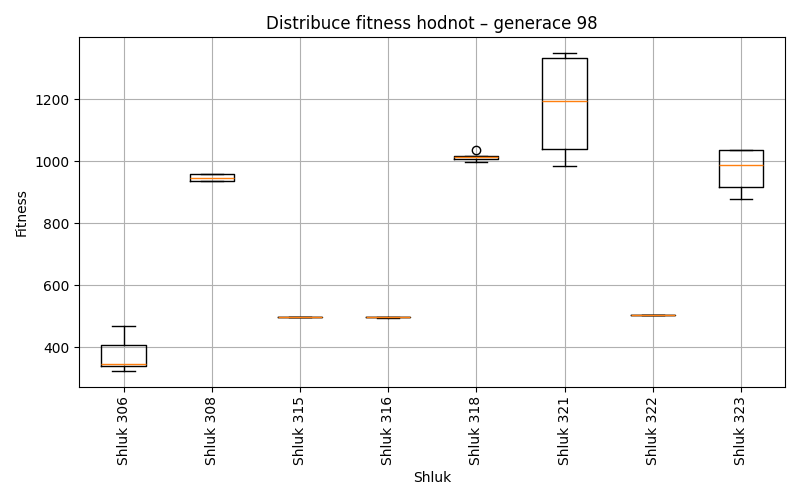 Distribuce fitness hodnot – generace 98
Fitness
1200
1000
800
600
400
Shluk 306
Shluk 308
Shluk 315
Shluk 316
Shluk 318
Shluk 321
Shluk 322
Shluk 323
Shluk